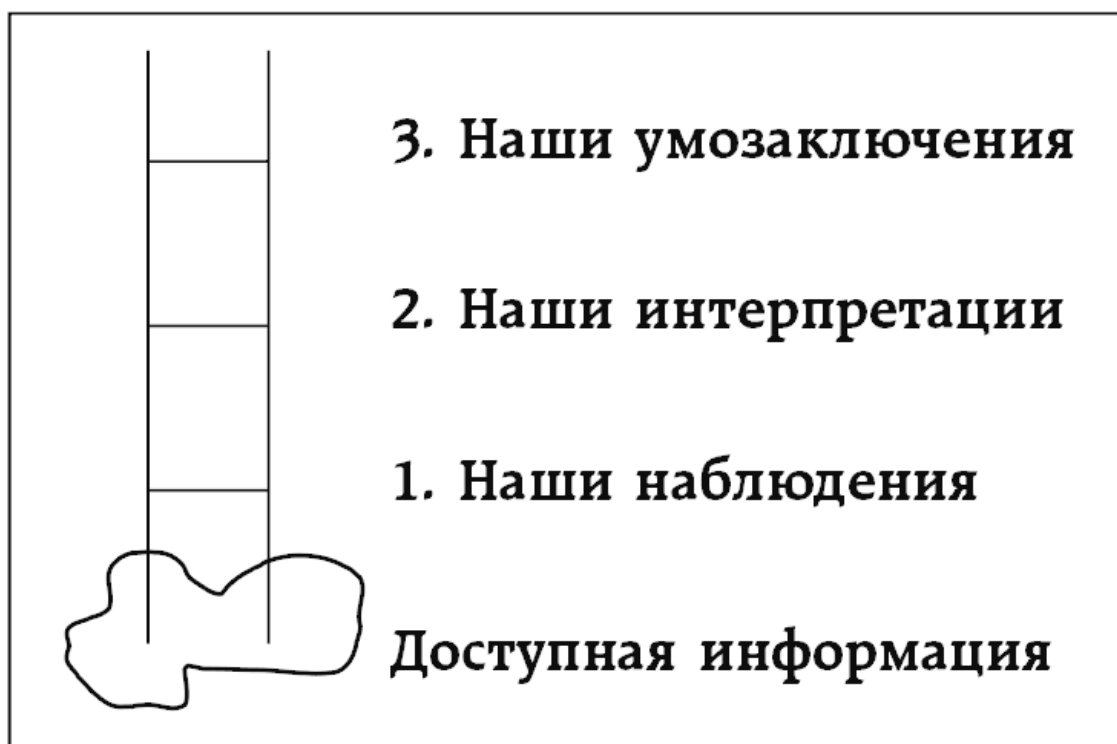 3. Наши умозаключения
2. Наши интерпретации
1. Наши наблюдения
Доступная информация